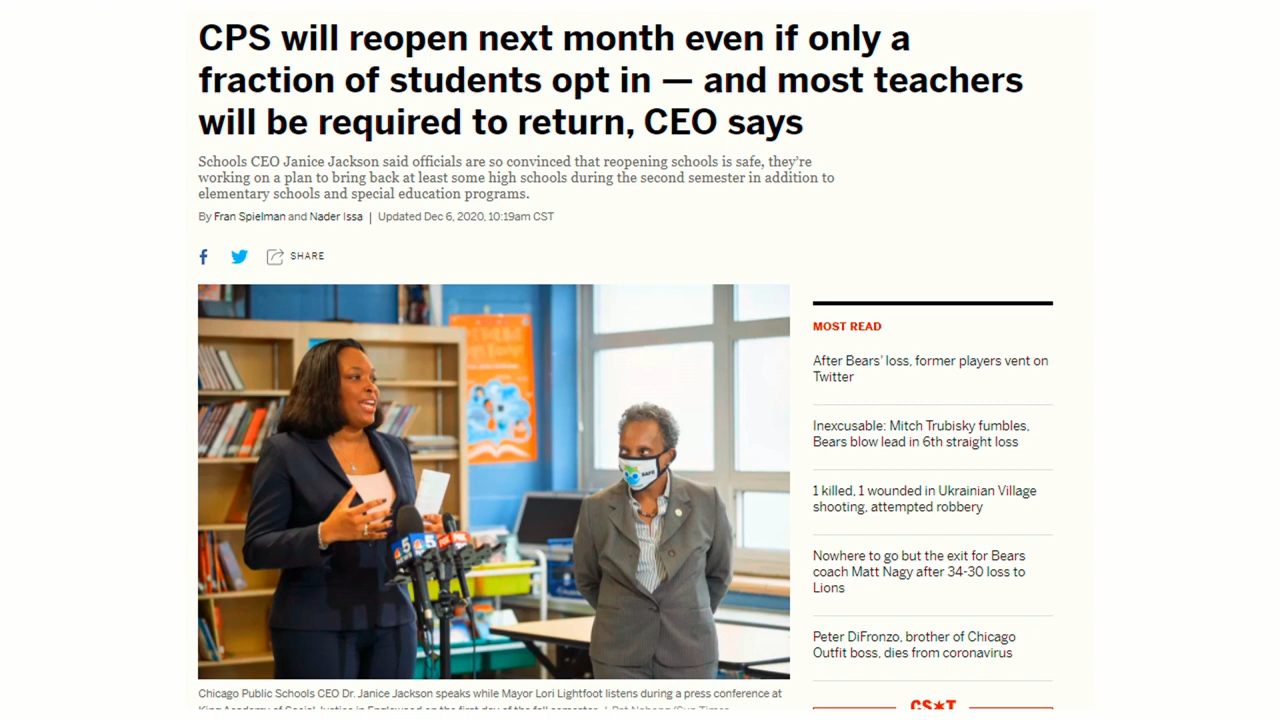 CPS will reopen next month even if only a
fraction of students opt in — and most teachers
will be required to return, CEO says
Schools CEO Janice Jackson said officials are so convinced that reopening schools is safe, they're
working on a plan to bring back at least some high schools during the second semester in addition to
elementary schools and special education programs.
By Fran Spielman and Nader Issa | Updated Dec 6, 2020, 10:19am CST
SHARE
SAFE
5
5
FOX
Chicago Public Schools CEO Dr. Janice Jackson speaks while Mayor Lori Lightfoot listens during a press conference at
MOST READ
After Bears' loss, former players vent on
Twitter
Inexcusable: Mitch Trubisky fumbles,
Bears blow lead in 6th straight loss
1 killed, 1 wounded in Ukrainian Village
shooting, attempted robbery
Nowhere to go but the exit for Bears
coach Matt Nagy after 34-30 loss to
Lions
Peter DiFronzo, brother of Chicago
Outfit boss, dies from coronavirus
CS*T